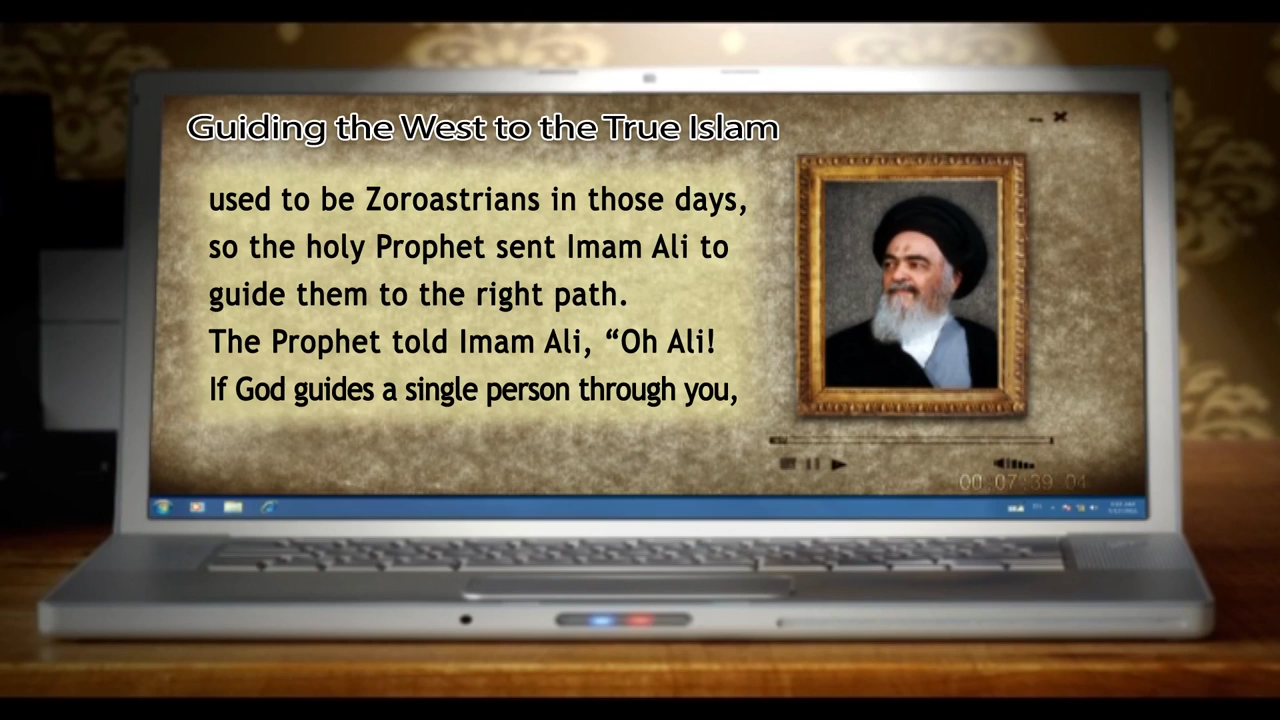 Guiding the West to the True Islam
used to be Zoroastrians in those days,
so the holy Prophet sent Imam Ali to
guide them to the right path.
The Prophet told Imam Ali, “Oh Ali!
If God guides a single person through you,
00:07:39 04